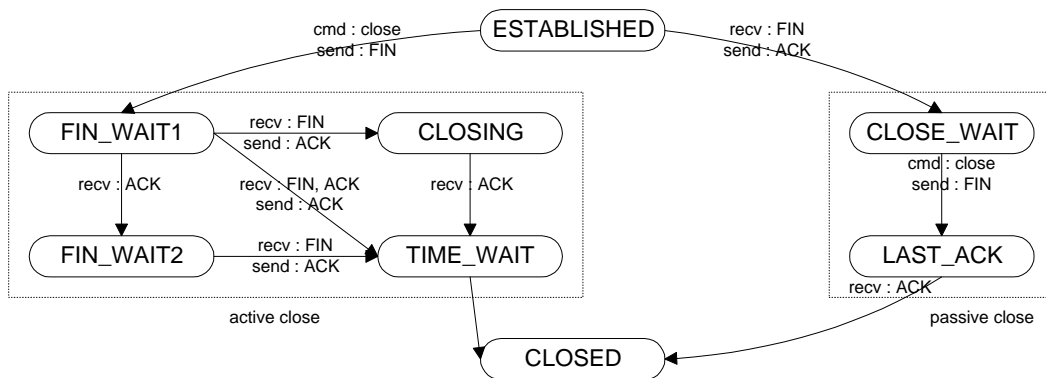 ESTABLISHED
cmd : close
send : FIN
recv : FIN
send : ACK
FIN_WAIT1
recv : FIN
send : ACK
CLOSING
CLOSE_WAIT
recv : ACK
recv : FIN, ACK
send : ACK
recv : ACK
cmd : close
send : FIN
FIN_WAIT2
recv : FIN
send : ACK
TIME_WAIT
LAST_ACK
recv : ACK
active close
passive close
CLOSED